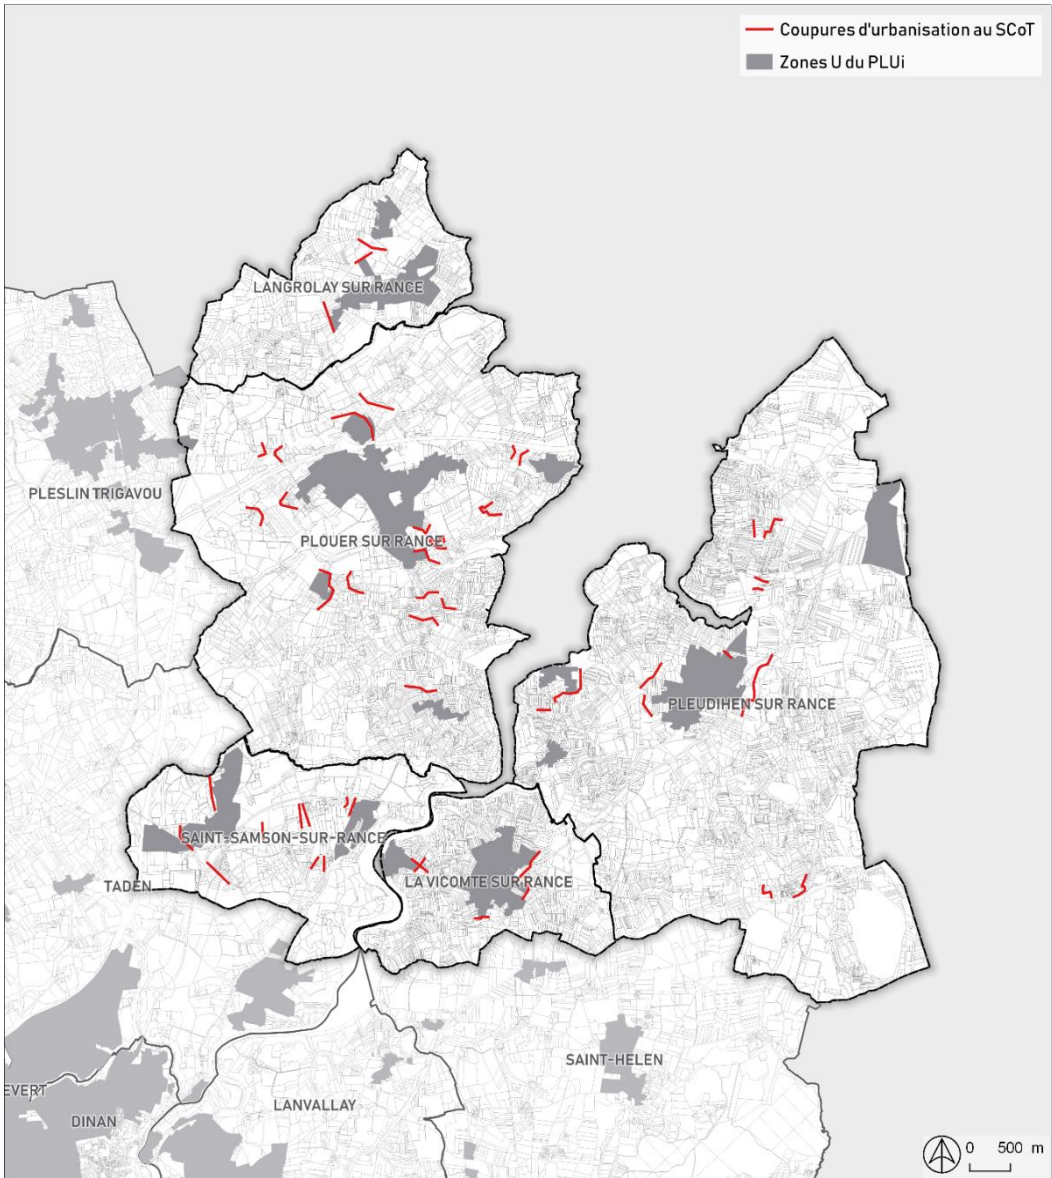 Coupures d'urbanisation au SCoT
Zones U du PLUi
LANGROLAY SUR RANCE
PLESLIN TRIGAVOU
PLOUER SUR RANCE
PLEUDIHEN SUR RANCE
SAINT-SAMSON-SUR-RANCE
TADEN
LA VICOMTE SUR RANCE
SAINT-HELEN
EVERT
LANVALLAY
DINAN
0 500 m